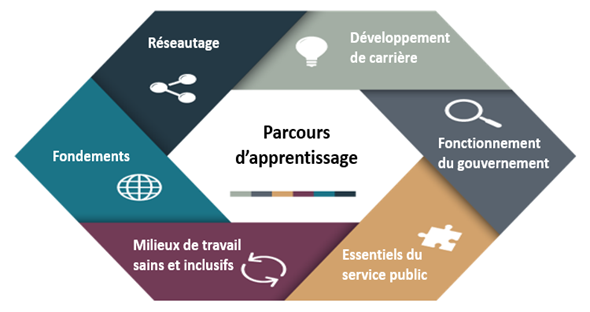 Réseautage
Développement
de carrière
Fonctionnement
du gouvernement
Essentiels du
service public
Milieux de travail
sains et inclusifs
Fondements
Parcours
d’apprentissage